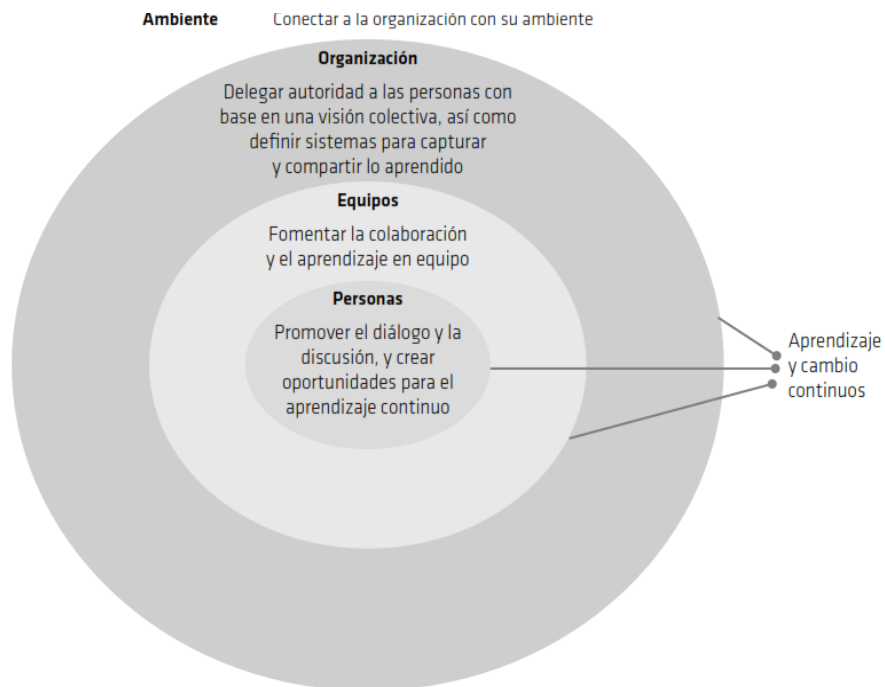 Ambiente Conectar a la organización con su ambiente
Organización
Delegar autoridad a las personas con
base en una visión colectiva, así como
definir sistemas para capturar
y compartir lo aprendido
Equipos
Fomentar la colaboración
y el aprendizaje en equipo
Personas
Promover el diálogo y la
discusión, y crear
oportunidades para el
aprendizaje continuo
Aprendizaje
y cambio
continuos